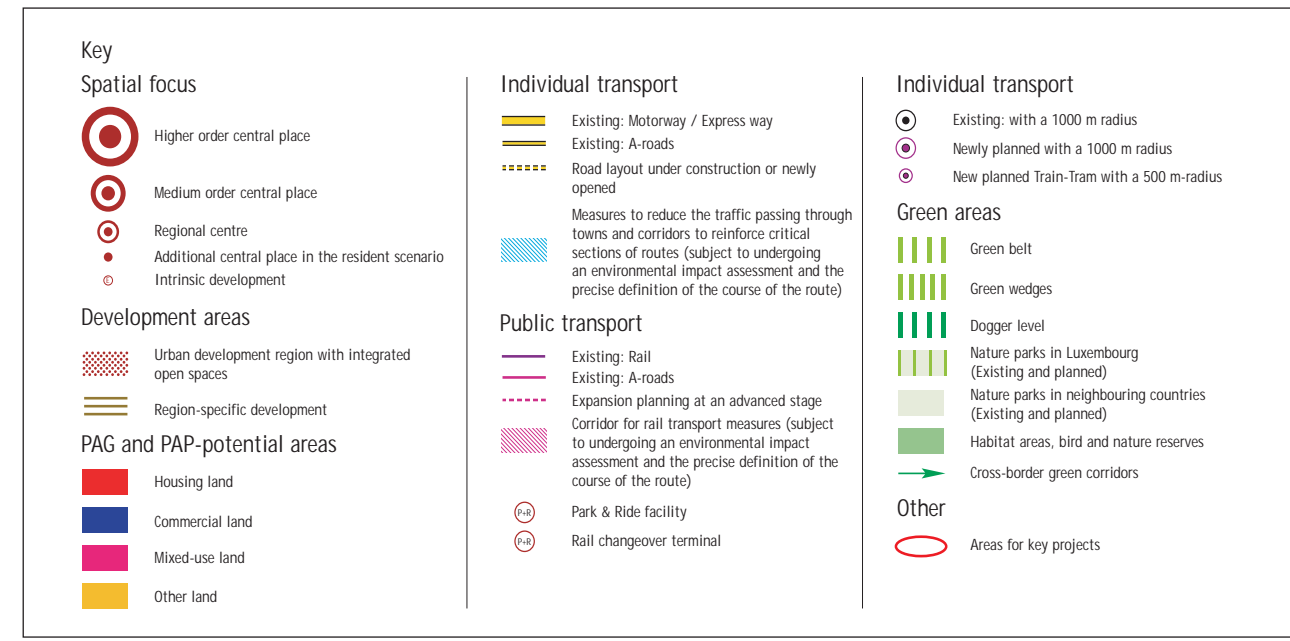 Key
Spatial focus
Higher order central place
Medium order central place
Regional centre
Additional central place in the resident scenario
E
Intrinsic development
Development areas
Urban development region with integrated
open spaces
Region-specific development
PAG and PAP-potential areas
Housing land
Commercial land
Mixed-use land
Other land
Individual transport
Existing: Motorway / Express way
Existing: A-roads
Road layout under construction or newly
opened
Measures to reduce the traffic passing through
towns and corridors to reinforce critical
sections of routes (subject to undergoing
an environmental impact assessment and the
precise definition of the course of the route)
Public transport
Existing: Rail
Existing: A-roads
Expansion planning at an advanced stage
Corridor for rail transport measures (subject
to undergoing an environmental impact
assessment and the precise definition of the
course of the route)
P+R
Park & Ride facility
P+R
Rail changeover terminal
Individual transport
Existing: with a 1000 m radius
Newly planned with a 1000 m radius
New planned Train-Tram with a 500 m-radius
Green areas
Green belt
Green wedges
Dogger level
Nature parks in Luxembourg
(Existing and planned)
Nature parks in neighbouring countries
(Existing and planned)
Habitat areas, bird and nature reserves
Cross-border green corridors
Other
Areas for key projects